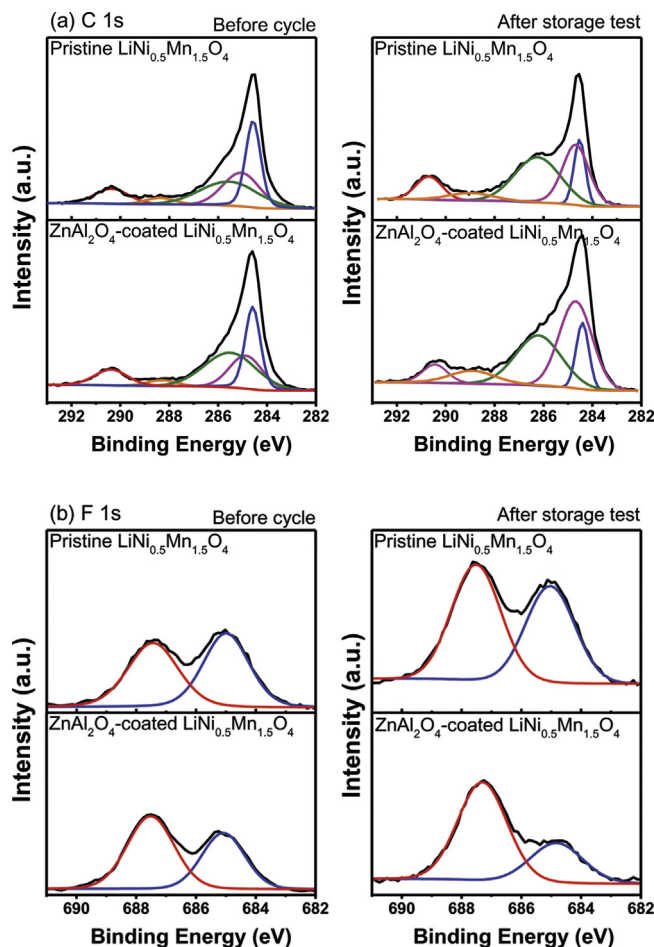 (a) C 1s
Before cycle
After storage test
Pristine LiNi0.5Mn1.5O4
Pristine LiNi0.5Mn1.5O4
Intensity (a.u.)
Intensity (a.u.)
ZnAl2O4-coated LiNi0.5Mn1.5O4
ZnAl2O4-coated LiNi0.5Mn1.5O4
292 290 288 286 284 282
292 290 288 286 284 282
Binding Energy (eV)
Binding Energy (eV)
(b) F 1s
Before cycle
After storage test
Pristine LiNi0.5Mn1.5O4
Pristine LiNi0.5Mn1.5O4
Intensity (a.u.)
Intensity (a.u.)
ZnAl2O4-coated LiNi0.5Mn1.5O4
ZnAl2O4-coated LiNi0.5Mn1.5O4
690 688 686 684 682
690 688 686 684 682
Binding Energy (eV)
Binding Energy (eV)